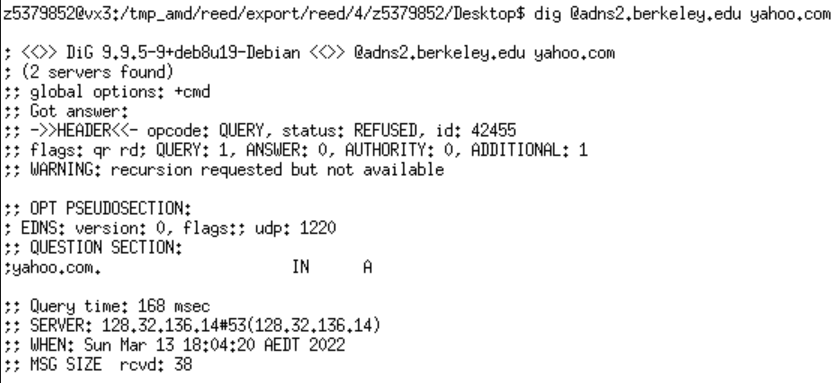 z5379852@vx3:/tmp_amd/reed/export/reed/4/z5379852/Desktop$ dig @adns2.berkeley.edu yahoo.com
; <<>> DiG 9.9.5-9+deb8u19-Debian <<>> @adns2.berkeley.edu yahoo.com
; (2 servers found)
;; global options: +cmd
;; Got answer:
;; ->>HEADER<<- opcode: QUERY, status: REFUSED, id: 42455
;; flags: qr rd; QUERY: 1, ANSWER: 0, AUTHORITY: 0, ADDITIONAL: 1
;; WARNING: recursion requested but not available
;; OPT PSEUDOSECTION:
; EDNS: version: 0, flags:; udp: 1220
;; QUESTION SECTION:
;yahoo.com. IN A
;; Query time: 168 msec
;; SERVER: 128.32.136.14#53(128.32.136.14)
;; WHEN: Sun Mar 13 18:04:20 AEDT 2022
;; MSG SIZE rcvd: 38